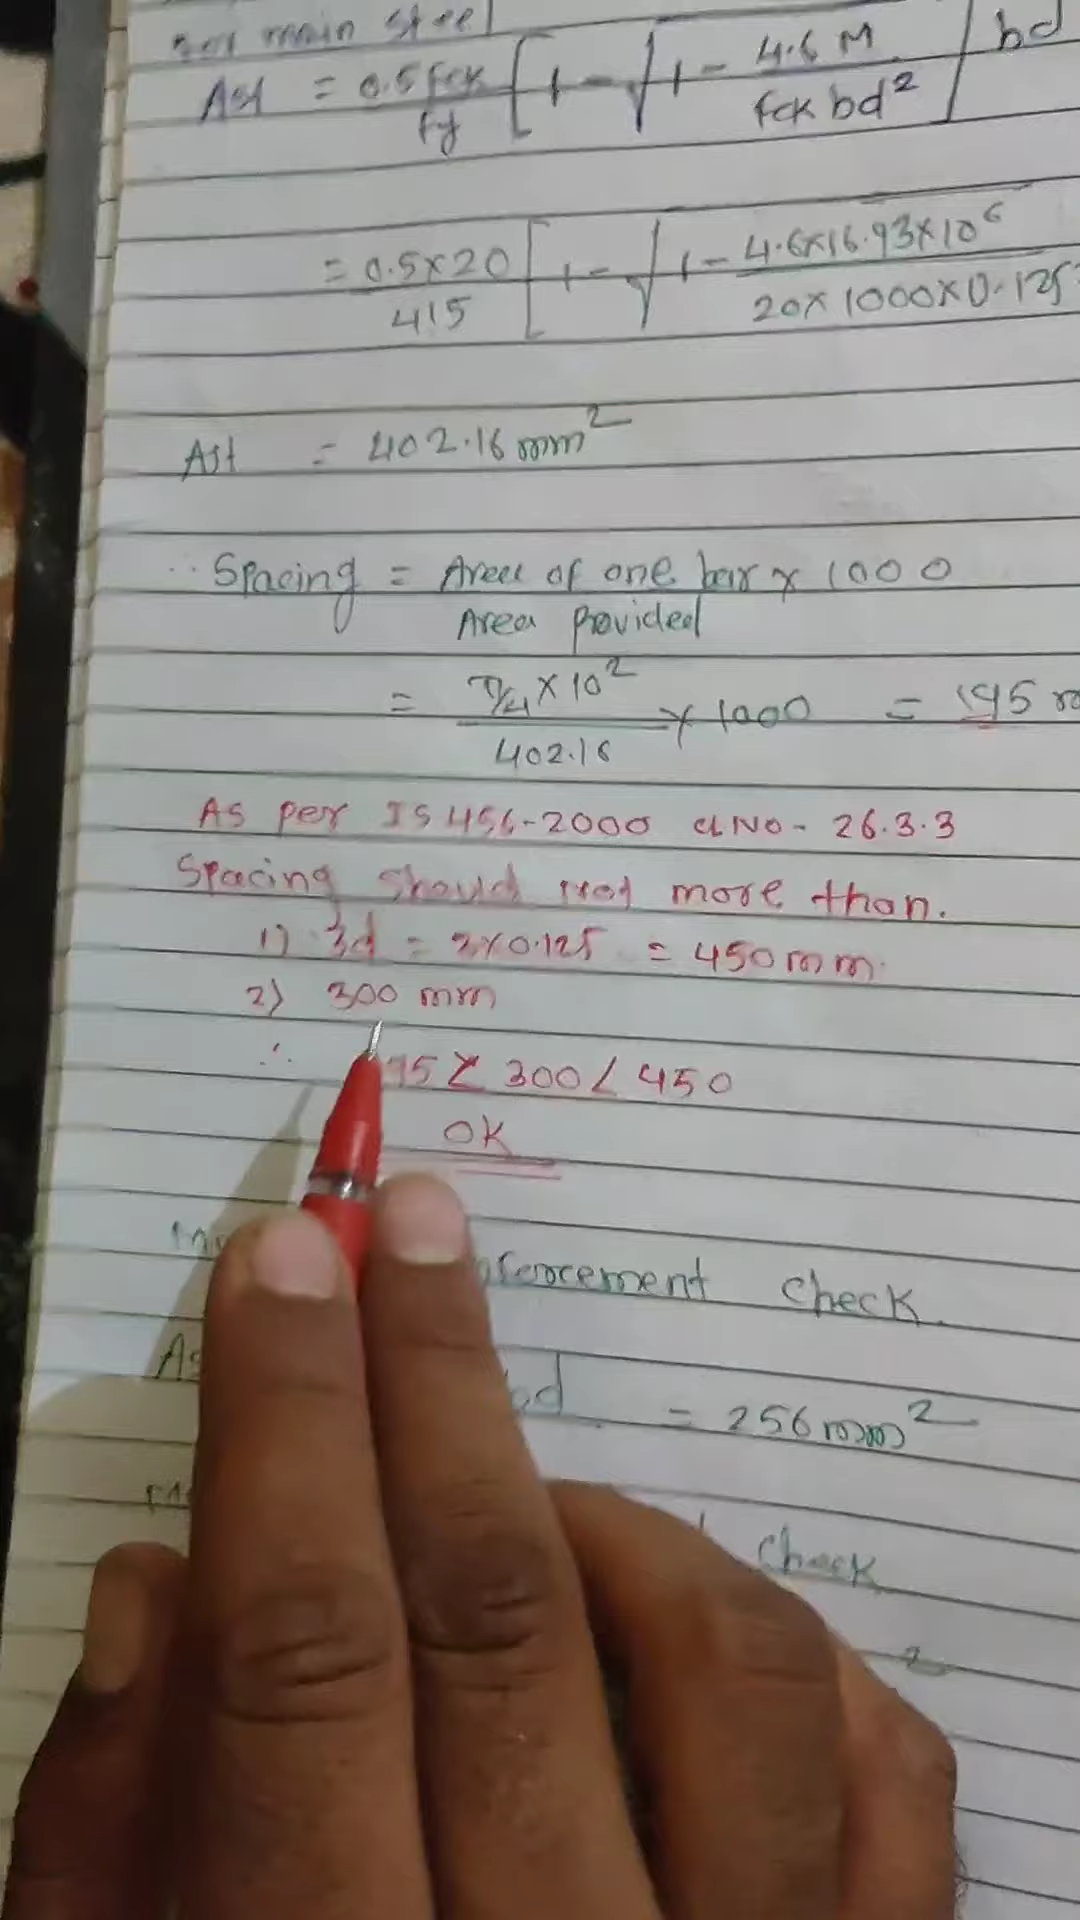 main steel
Ast = 0.5 fck / fy [1 - √1 - 4.6 M / fck bd²] bd
= 0.5×20 / 415 [1 - √1 - 4.6×16.93×10⁶ / 20×1000×0.125
Ast = 402.16 mm²
∴ Spacing = Area of one bar × 1000 / Area Provided
= π/4 × 10² / 402.16 × 1000 = 195
As per IS 456-2000 cl No- 26.3.3
Spacing should not more than.
1) 3d = 3×0.125 = 450 mm.
2) 300 mm
∴ 95 < 300 < 450
OK
Check
bd = 256 mm²
Check
2